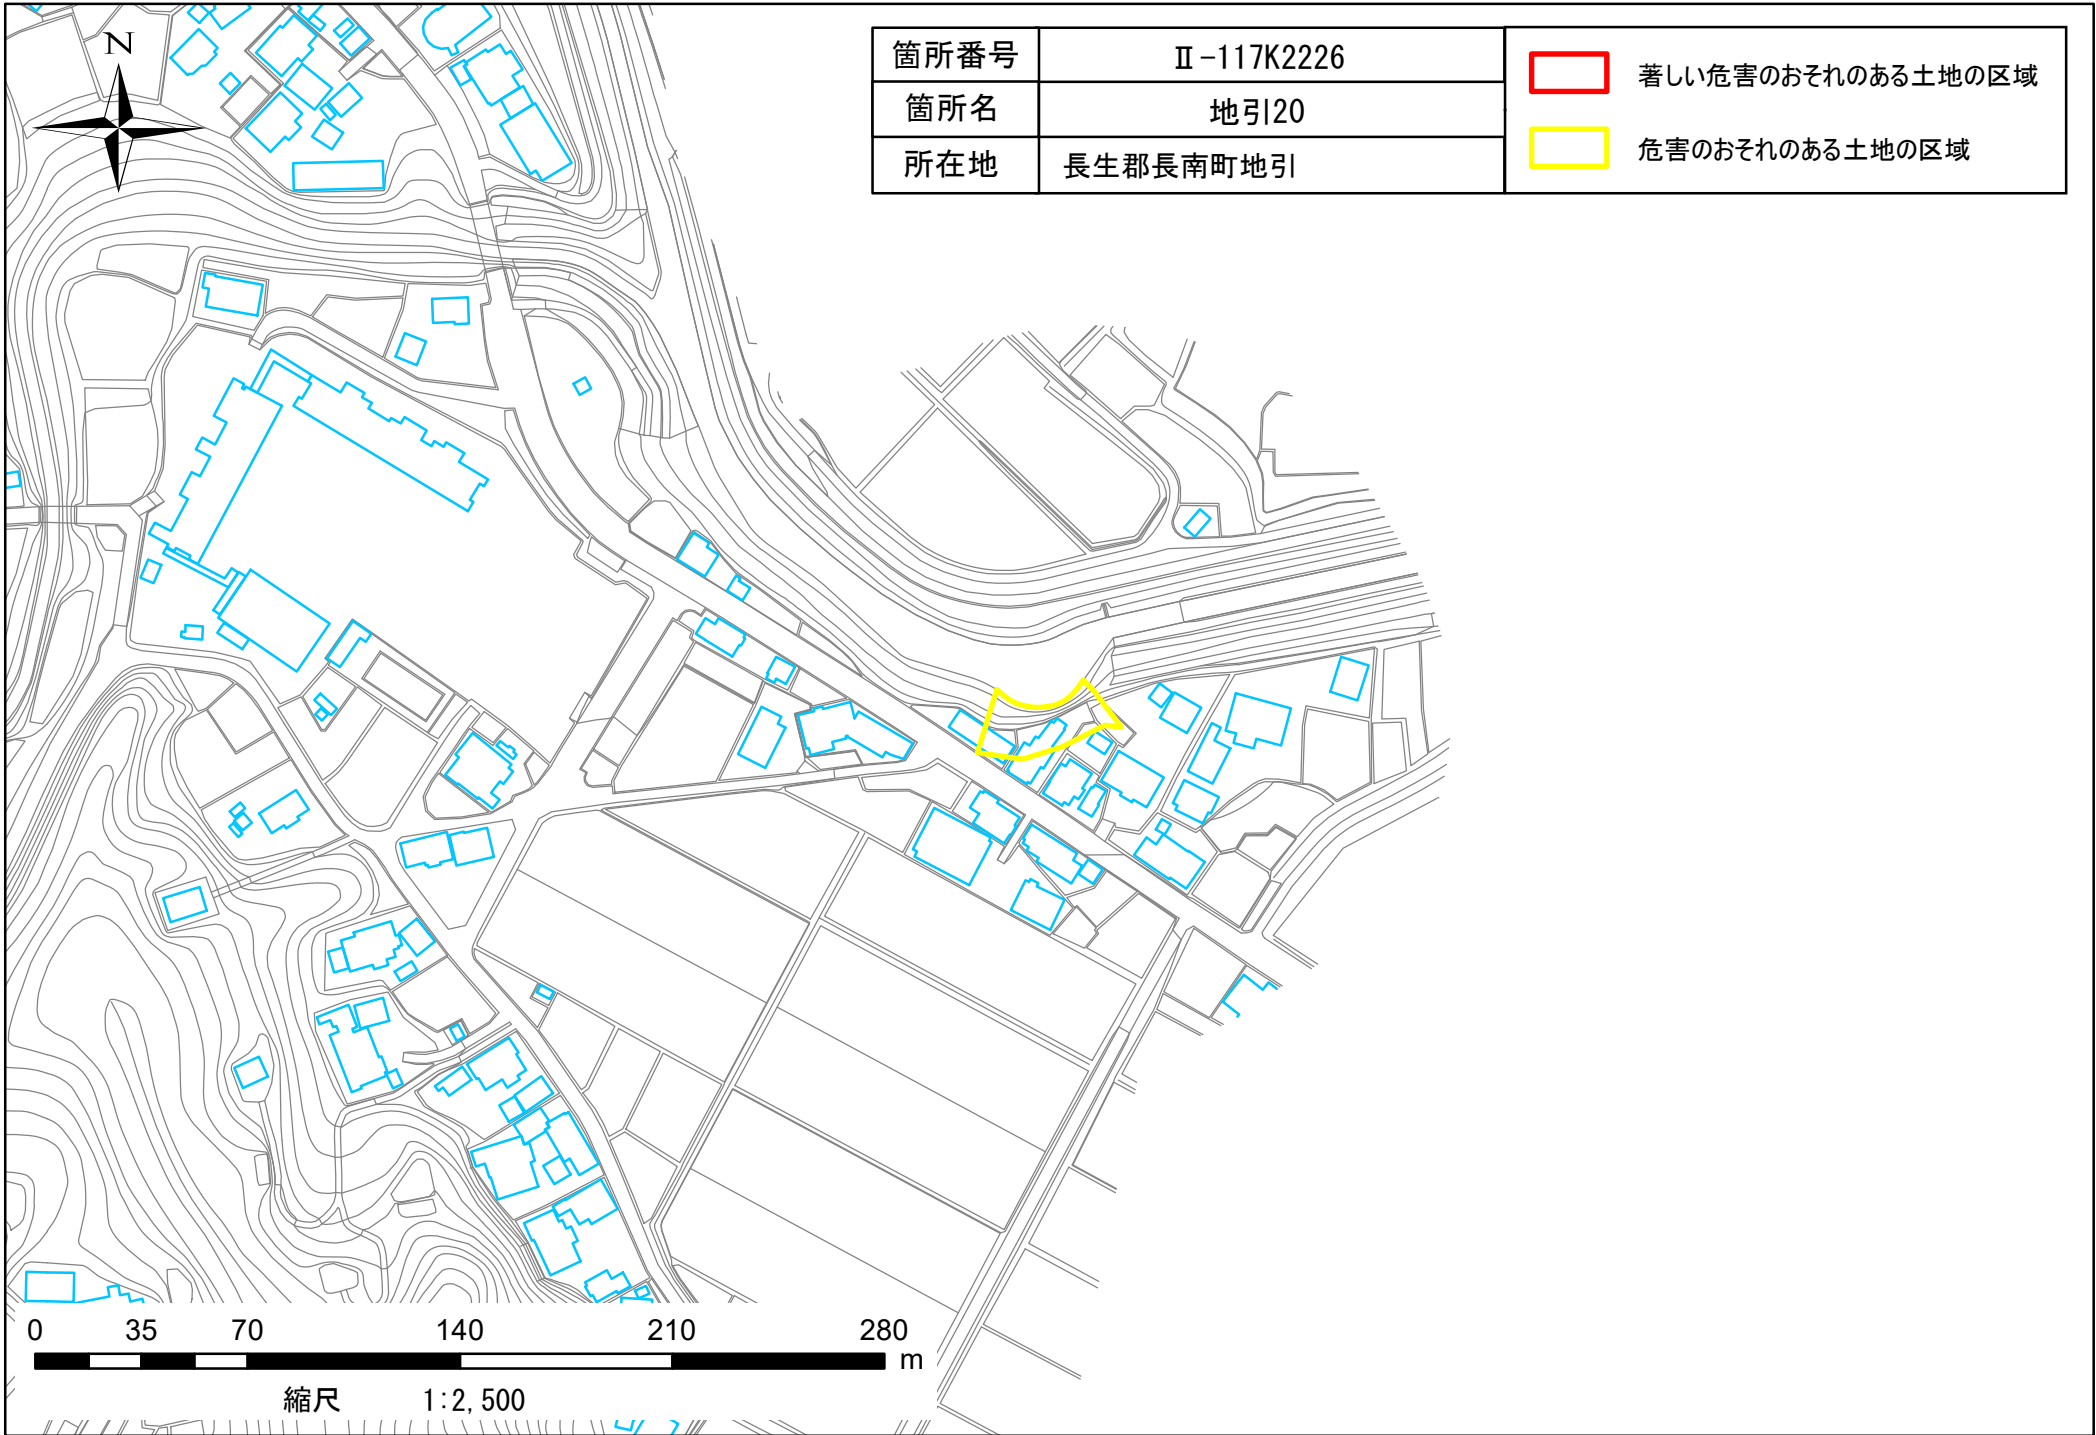 N
箇所番号 Ⅱ-117K2226
箇所名 地引20
所在地 長生郡長南町地引
著しい危害のおそれのある土地の区域
危害のおそれのある土地の区域
0 35 70 140 210 280
m
縮尺 1:2,500